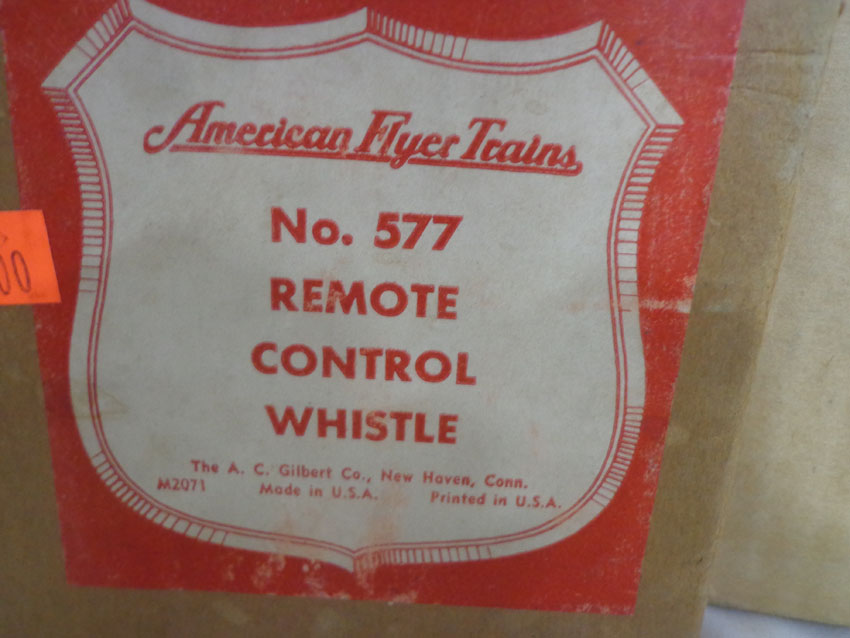 American Flyer Trains
No. 577
REMOTE
CONTROL
WHISTLE
The A. C. Gilbert Co., New Haven, Conn.
M2071 Made in U.S.A. Printed in U.S.A.
00